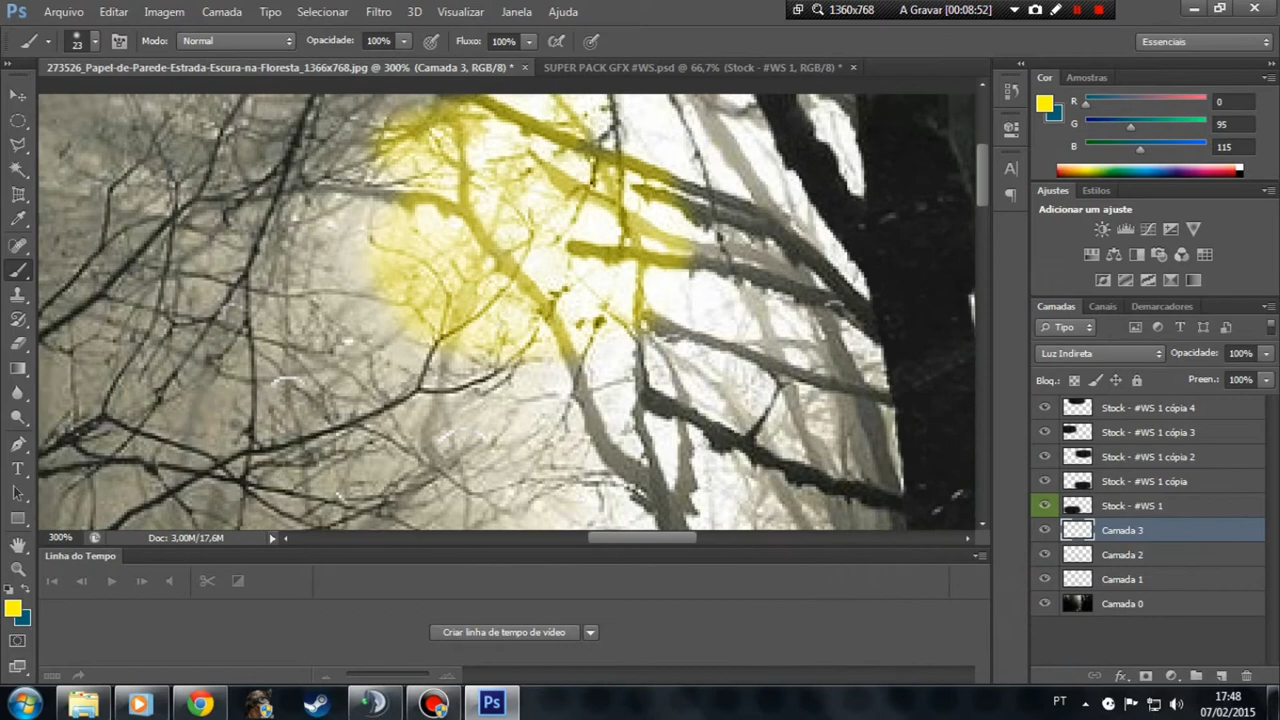 Ps Arquivo Editar Imagem Camada Tipo Selecionar Filtro 3D Visualizar Janela Ajuda
1360x768 A Gravar [00:08:52]
23 Modo: Normal Opacidade: 100% Fluxo: 100% Essenciais
273526_Papel-de-Parede-Estrada-Escura-na-Floresta_1366x768.jpg @ 300% (Camada 3, RGB/8) * × SUPER PACK GFX #WS.psd @ 66,7% (Stock - #WS 1, RGB/8) * ×
Cor Amostras
R 0
G 95
B 115
Ajustes Estilos
Adicionar um ajuste
Camadas Canais Demarcadores
Tipo
Luz Indireta Opacidade: 100%
Bloq.: Preen.: 100%
Stock - #WS 1 cópia 4
Stock - #WS 1 cópia 3
Stock - #WS 1 cópia 2
Stock - #WS 1 cópia
Stock - #WS 1
Camada 3
Camada 2
Camada 1
Camada 0
300% Doc: 3,00M/17,6M
Linha do Tempo
Criar linha de tempo de vídeo
fx
Ps
PT 17:48
07/02/2015